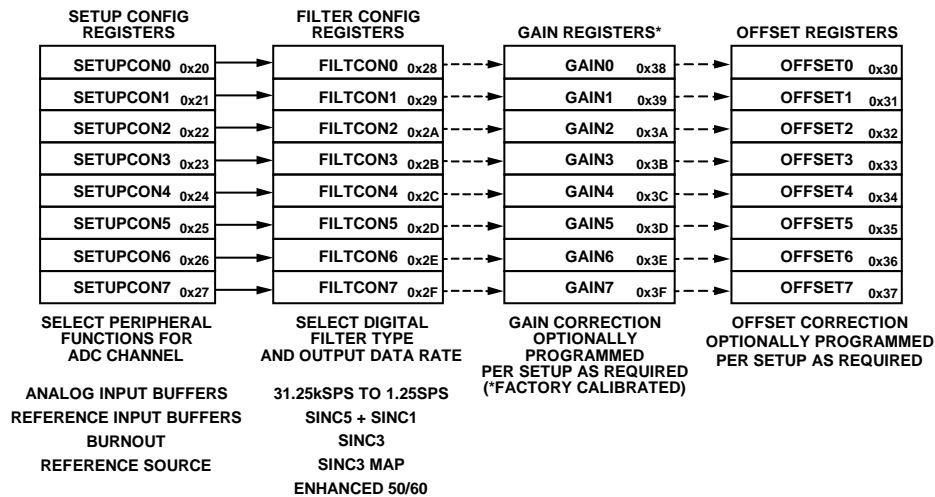 SETUP CONFIG
REGISTERS
FILTER CONFIG
REGISTERS
GAIN REGISTERS*
OFFSET REGISTERS
SETUPCON0 0x20 FILTCON0 0x28 GAIN0 0x38 OFFSET0 0x30
SETUPCON1 0x21 FILTCON1 0x29 GAIN1 0x39 OFFSET1 0x31
SETUPCON2 0x22 FILTCON2 0x2A GAIN2 0x3A OFFSET2 0x32
SETUPCON3 0x23 FILTCON3 0x2B GAIN3 0x3B OFFSET3 0x33
SETUPCON4 0x24 FILTCON4 0x2C GAIN4 0x3C OFFSET4 0x34
SETUPCON5 0x25 FILTCON5 0x2D GAIN5 0x3D OFFSET5 0x35
SETUPCON6 0x26 FILTCON6 0x2E GAIN6 0x3E OFFSET6 0x36
SETUPCON7 0x27 FILTCON7 0x2F GAIN7 0x3F OFFSET7 0x37
SELECT PERIPHERAL
FUNCTIONS FOR
ADC CHANNEL
ANALOG INPUT BUFFERS
REFERENCE INPUT BUFFERS
BURNOUT
REFERENCE SOURCE
SELECT DIGITAL
FILTER TYPE
AND OUTPUT DATA RATE
31.25kSPS TO 1.25SPS
SINC5 + SINC1
SINC3
SINC3 MAP
ENHANCED 50/60
GAIN CORRECTION
OPTIONALLY
PROGRAMMED
PER SETUP AS REQUIRED
(*FACTORY CALIBRATED)
OFFSET CORRECTION
OPTIONALLY PROGRAMMED
PER SETUP AS REQUIRED